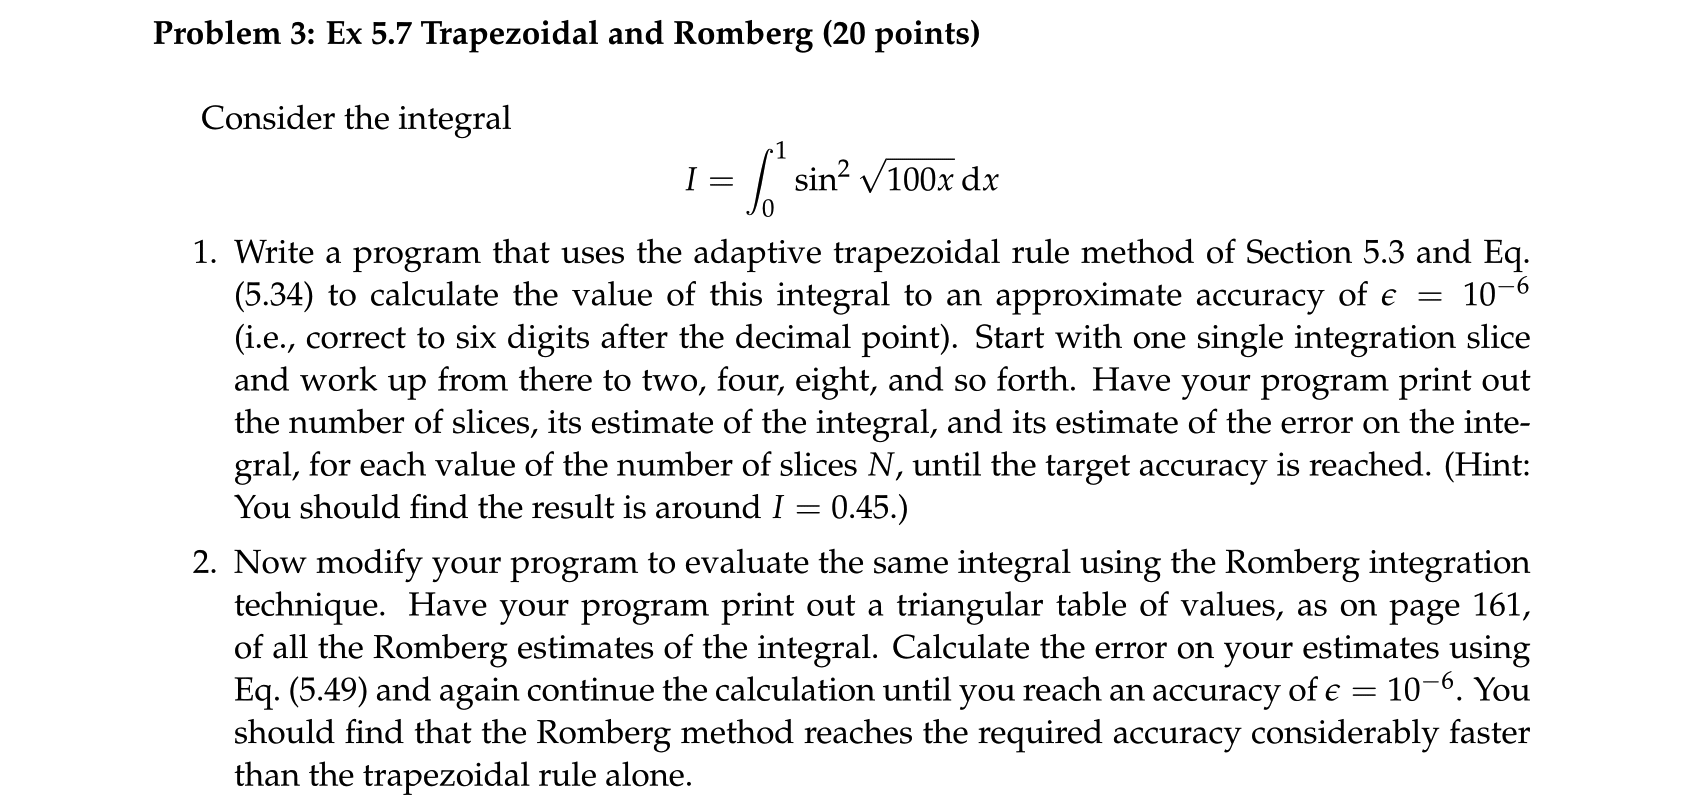 Problem 3: Ex 5.7 Trapezoidal and Romberg (20 points)
Consider the integral
I = ∫₀¹ sin² √100x dx
1. Write a program that uses the adaptive trapezoidal rule method of Section 5.3 and Eq.
(5.34) to calculate the value of this integral to an approximate accuracy of ϵ = 10⁻⁶
(i.e., correct to six digits after the decimal point). Start with one single integration slice
and work up from there to two, four, eight, and so forth. Have your program print out
the number of slices, its estimate of the integral, and its estimate of the error on the inte-
gral, for each value of the number of slices N, until the target accuracy is reached. (Hint:
You should find the result is around I = 0.45.)
2. Now modify your program to evaluate the same integral using the Romberg integration
technique. Have your program print out a triangular table of values, as on page 161,
of all the Romberg estimates of the integral. Calculate the error on your estimates using
Eq. (5.49) and again continue the calculation until you reach an accuracy of ϵ = 10⁻⁶. You
should find that the Romberg method reaches the required accuracy considerably faster
than the trapezoidal rule alone.